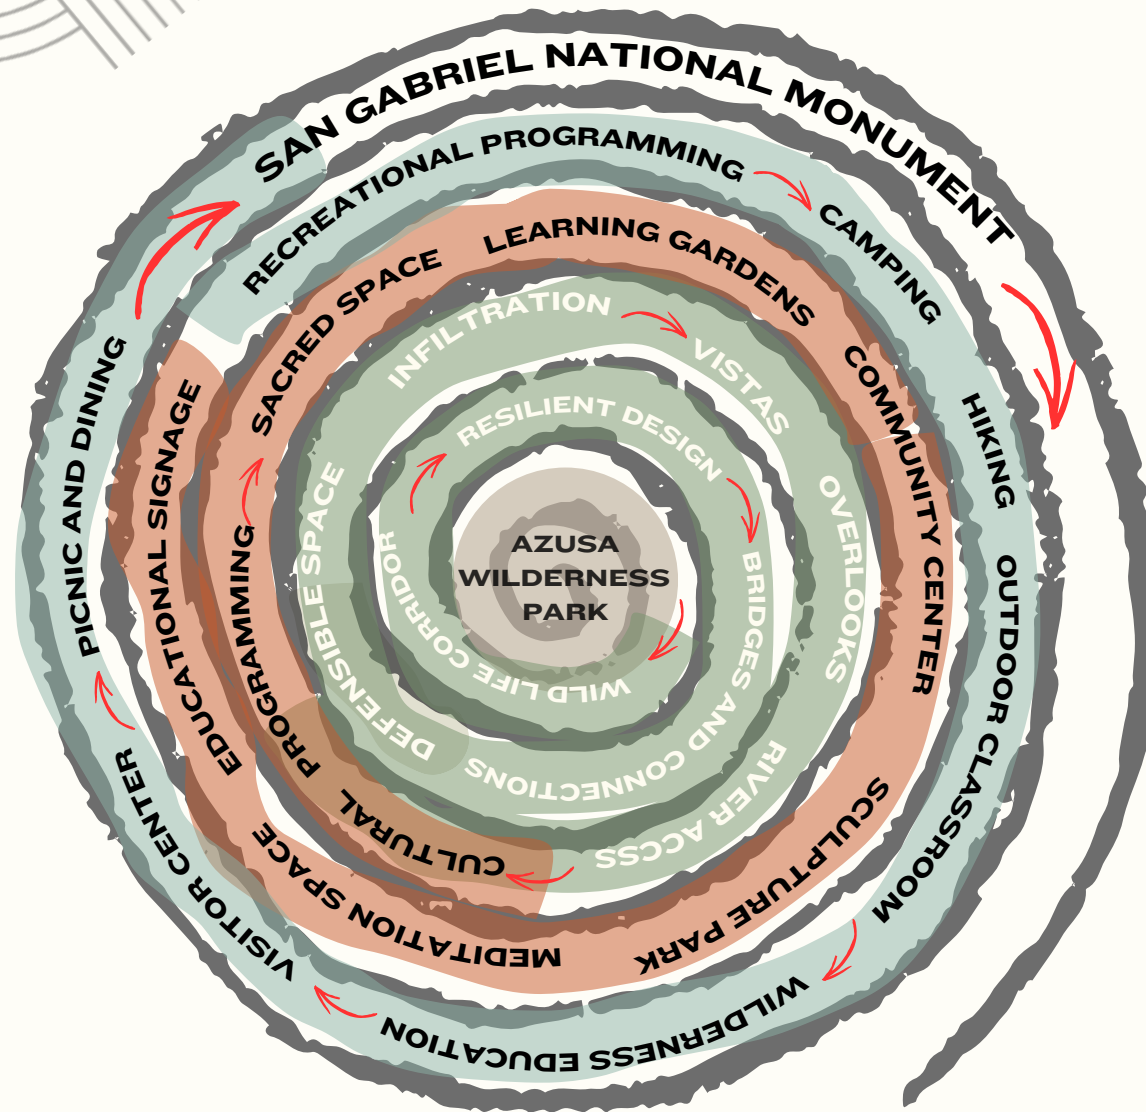 AZUSA
WILDERNESS
PARK
WILD LIFE CORRIDOR
RESILIENT DESIGN
BRIDGES AND CONNECTIONS
DEFENSIBLE SPACE
INFILTRATION
VISTAS
OVERLOOKS
RIVER ACCSS
CULTURAL PROGRAMMING
SACRED SPACE
LEARNING GARDENS
COMMUNITY CENTER
SCULPTURE PARK
MEDITATION SPACE
EDUCATIONAL SIGNAGE
RECREATIONAL PROGRAMMING
CAMPING
HIKING
OUTDOOR CLASSROOM
WILDERNESS EDUCATION
VISITOR CENTER
PICNIC AND DINING
SAN GABRIEL NATIONAL MONUMENT